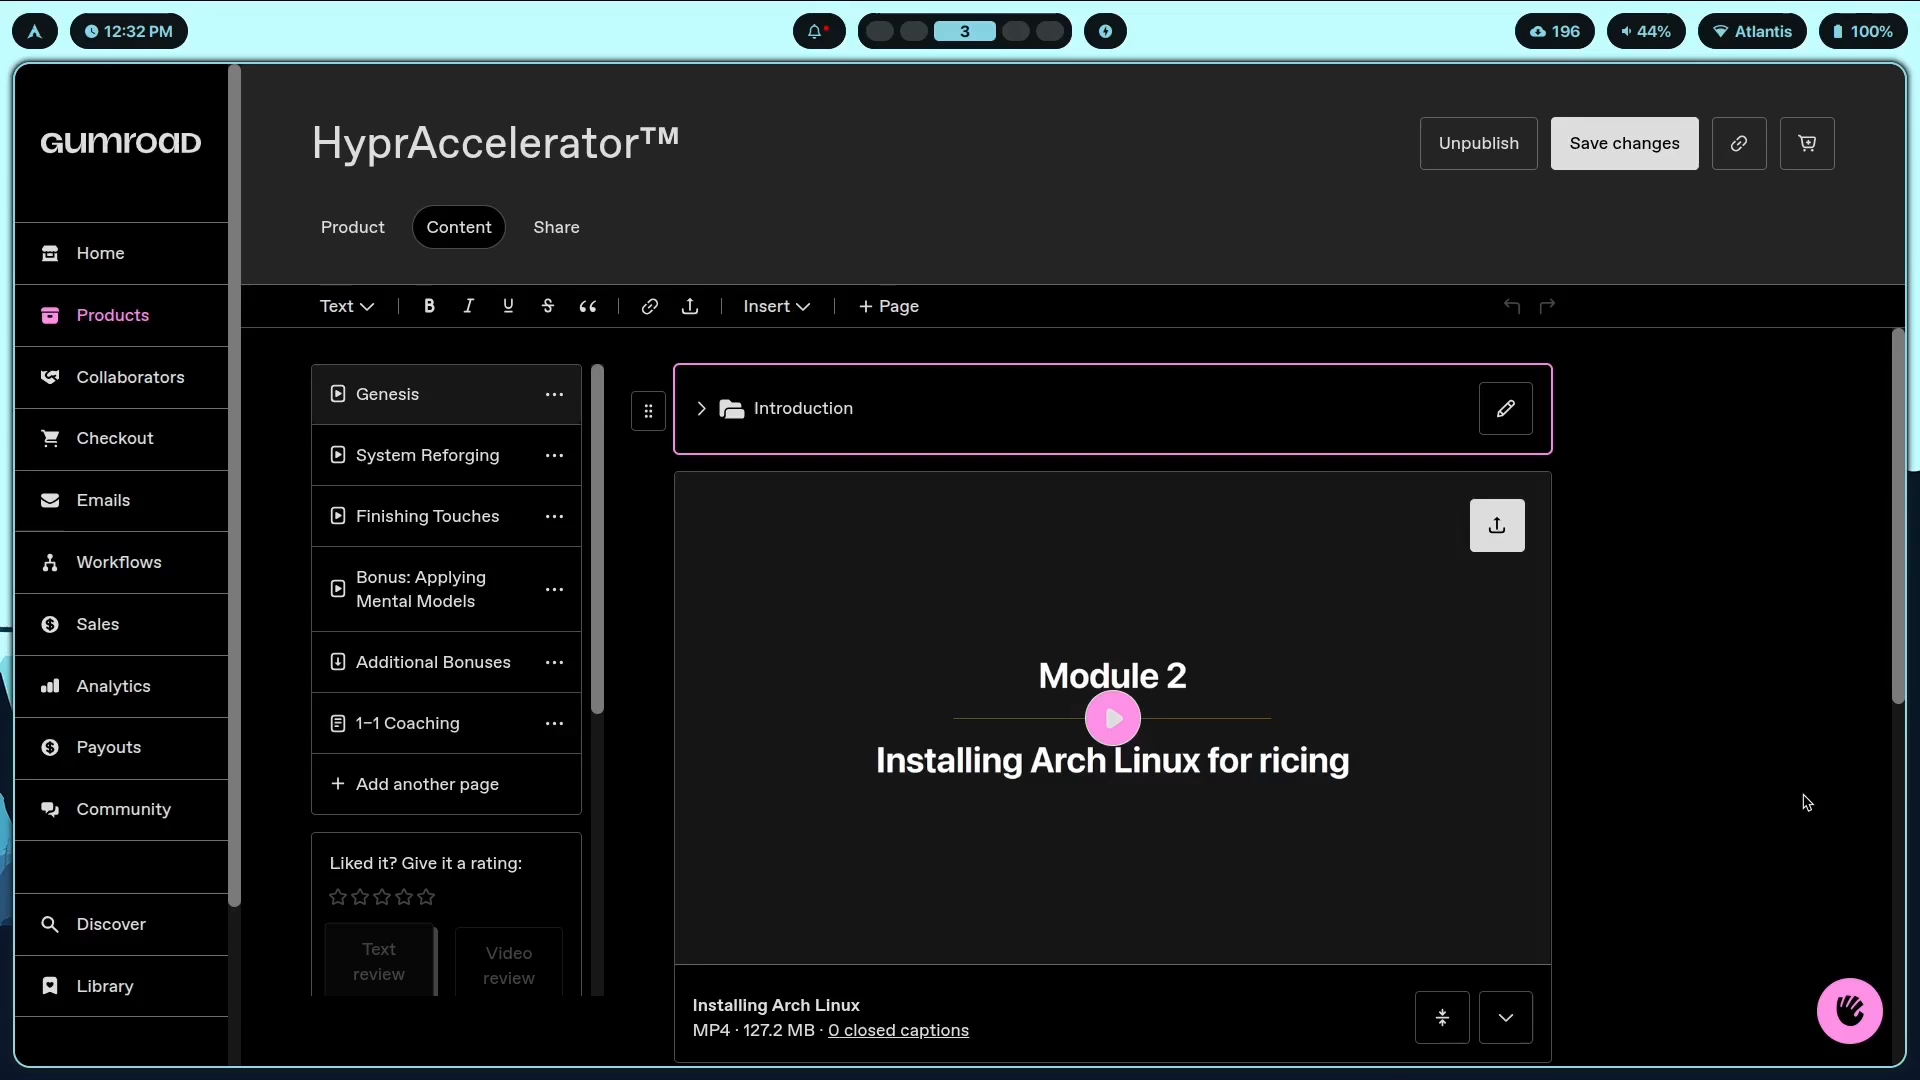 12:32 PM
3
196
44%
Atlantis
100%
GUMROAD
Home
Products
Collaborators
Checkout
Emails
Workflows
Sales
Analytics
Payouts
Community
Discover
Library
HyprAccelerator™
Unpublish
Save changes
Product
Content
Share
Text
B
I
U
S
Insert
+ Page
Genesis
System Reforging
Finishing Touches
Bonus: Applying
Mental Models
Additional Bonuses
1-1 Coaching
+ Add another page
Liked it? Give it a rating:
Text
review
Video
review
Introduction
Module 2
Installing Arch Linux for ricing
Installing Arch Linux
MP4 · 127.2 MB · 0 closed captions